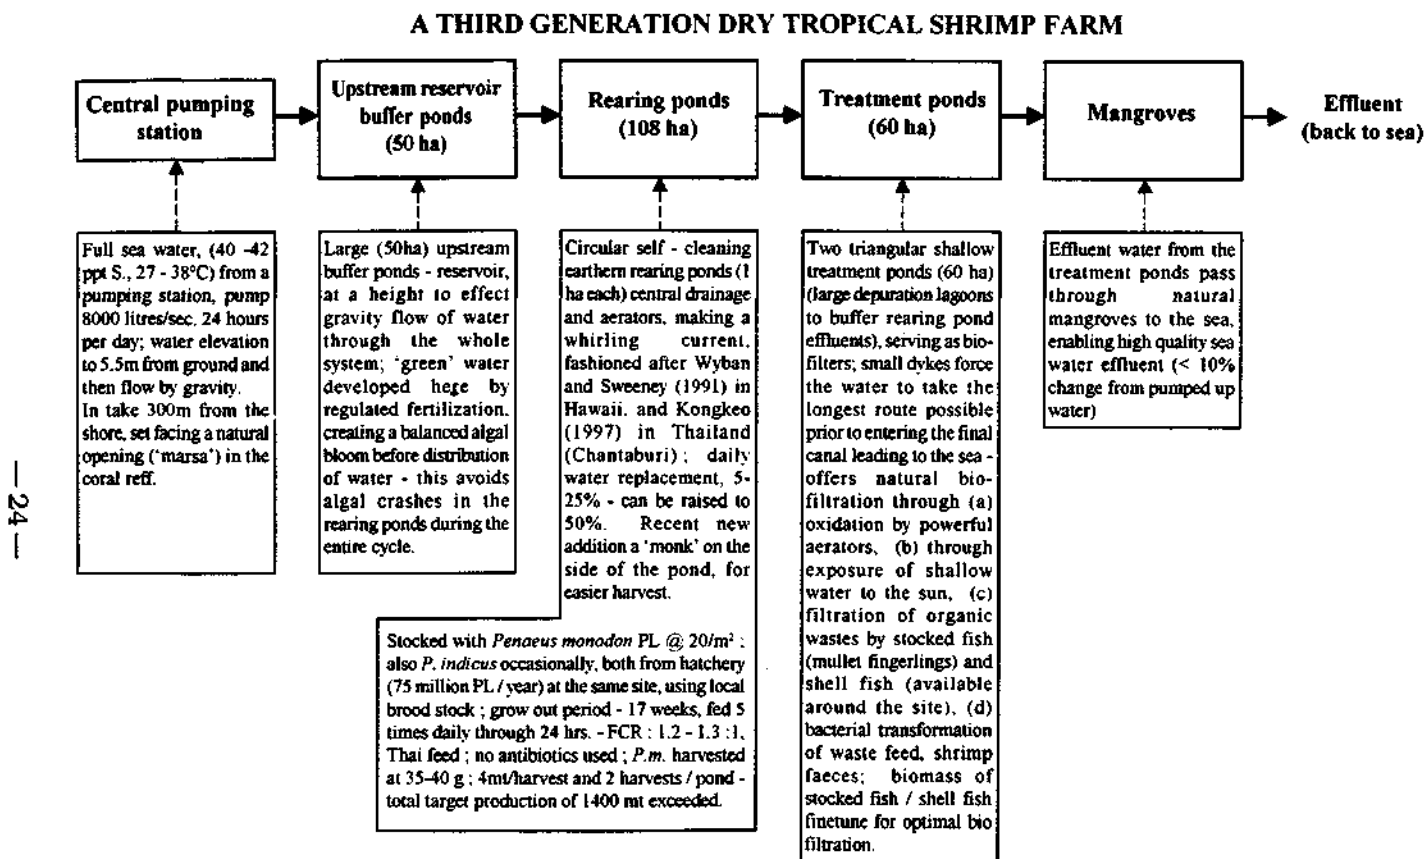 A THIRD GENERATION DRY TROPICAL SHRIMP FARM
Central pumping
station
Upstream reservoir
buffer ponds
(50 ha)
Rearing ponds
(108 ha)
Treatment ponds
(60 ha)
Mangroves
Effluent
(back to sea)
Full sea water, (40 -42
ppt S., 27 - 38°C) from a
pumping station, pump
8000 litres/sec, 24 hours
per day; water elevation
to 5.5m from ground and
then flow by gravity.
In take 300m from the
shore, set facing a natural
opening ('marsa') in the
coral reff.
Large (50ha) upstream
buffer ponds - reservoir,
at a height to effect
gravity flow of water
through the whole
system; 'green' water
developed here by
regulated fertilization,
creating a balanced algal
bloom before distribution
of water - this avoids
algal crashes in the
rearing ponds during the
entire cycle.
Circular self - cleaning
earthern rearing ponds (1
ha each) central drainage
and aerators, making a
whirling current,
fashioned after Wyban
and Sweeney (1991) in
Hawaii, and Kongkeo
(1997) in Thailand
(Chantaburi) ; daily
water replacement, 5-
25% - can be raised to
50%. Recent new
addition a 'monk' on the
side of the pond, for
easier harvest.
Stocked with Penaeus monodon PL @ 20/m² ;
also P. indicus occasionally, both from hatchery
(75 million PL / year) at the same site, using local
brood stock ; grow out period - 17 weeks, fed 5
times daily through 24 hrs. - FCR : 1.2 - 1.3 :1,
Thai feed ; no antibiotics used ; P.m. harvested
at 35-40 g ; 4mt/harvest and 2 harvests / pond -
total target production of 1400 mt exceeded.
Two triangular shallow
treatment ponds (60 ha)
(large depuration lagoons
to buffer rearing pond
effluents), serving as bio-
filters; small dykes force
the water to take the
longest route possible
prior to entering the final
canal leading to the sea -
offers natural bio-
filtration through (a)
oxidation by powerful
aerators, (b) through
exposure of shallow
water to the sun, (c)
filtration of organic
wastes by stocked fish
(mullet fingerlings) and
shell fish (available
around the site), (d)
bacterial transformation
of waste feed, shrimp
faeces; biomass of
stocked fish / shell fish
finetune for optimal bio
filtration.
Effluent water from the
treatment ponds pass
through natural
mangroves to the sea,
enabling high quality sea
water effluent (< 10%
change from pumped up
water)
—24—